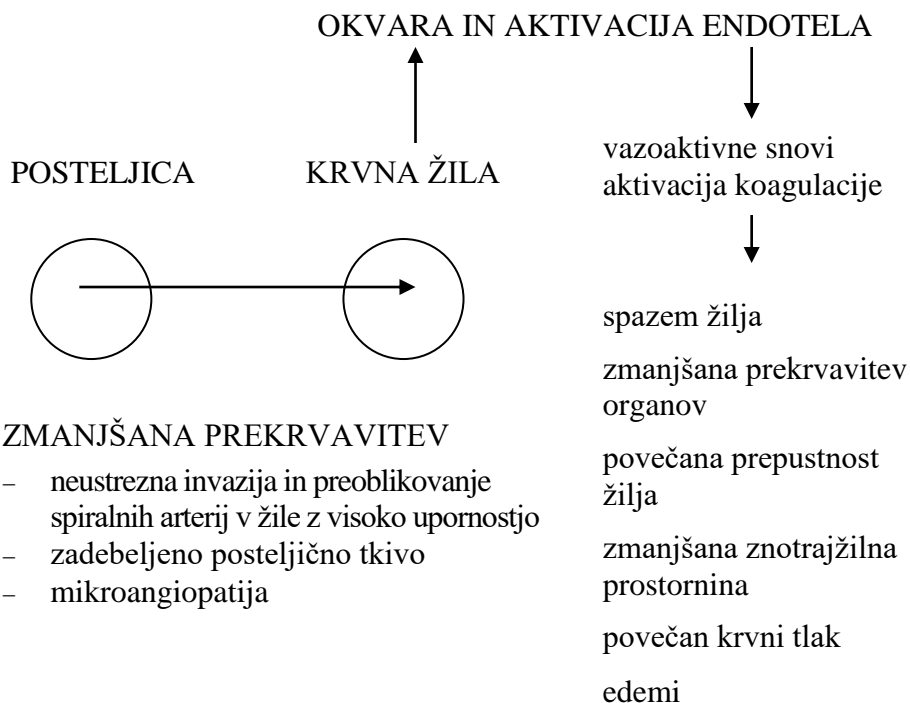 OKVARA IN AKTIVACIJA ENDOTELA
POSTELJICA
KRVNA ŽILA
vazoaktivne snovi
aktivacija koagulacije
ZMANJŠANA PREKRVAVITEV
– neustrezna invazija in preoblikovanje
spiralnih arterij v žile z visoko upornostjo
– zadebeljeno posteljično tkivo
– mikroangiopatija
spazem žilja
zmanjšana prekrvavitev
organov
povečana prepustnost
žilja
zmanjšana znotrajžilna
prostornina
povečan krvni tlak
edemi